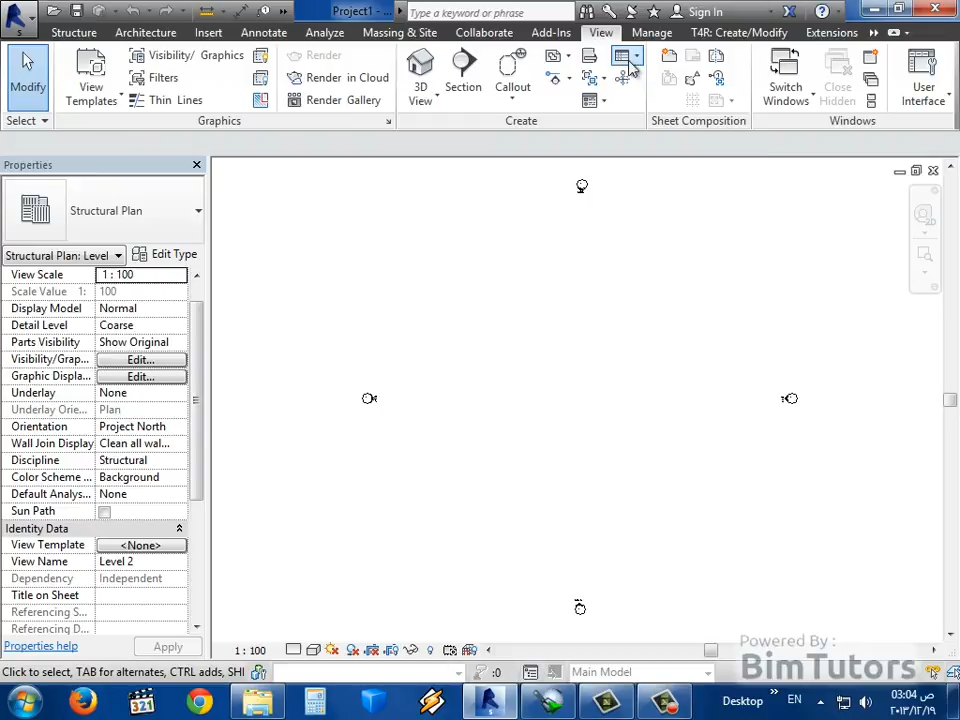 Project1 -...
Type a keyword or phrase
Sign In
S
Structure
Architecture
Insert
Annotate
Analyze
Massing & Site
Collaborate
Add-Ins
View
Manage
T4R: Create/Modify
Extensions
Modify
View
Templates
Visibility/ Graphics
Filters
Thin Lines
Render
Render in Cloud
Render Gallery
3D
View
Section
Callout
Switch
Windows
Close
Hidden
User
Interface
Select
Graphics
Create
Sheet Composition
Windows
Properties
Structural Plan
Structural Plan: Level
Edit Type
View Scale
1 : 100
Scale Value 1:
100
Display Model
Normal
Detail Level
Coarse
Parts Visibility
Show Original
Visibility/Grap...
Edit...
Graphic Displa...
Edit...
Underlay
None
Underlay Orie...
Plan
Orientation
Project North
Wall Join Display
Clean all wal...
Discipline
Structural
Color Scheme ...
Background
Default Analys...
None
Sun Path
Identity Data
View Template
<None>
View Name
Level 2
Dependency
Independent
Title on Sheet
Referencing S...
Referencing D...
Properties help
Apply
2D
1 : 100
Powered By :
BimTutors
Click to select, TAB for alternates, CTRL adds, SHI
:0
Main Model
321
Desktop
EN
03:04 ص
٢٠١٣/١٢/١٩